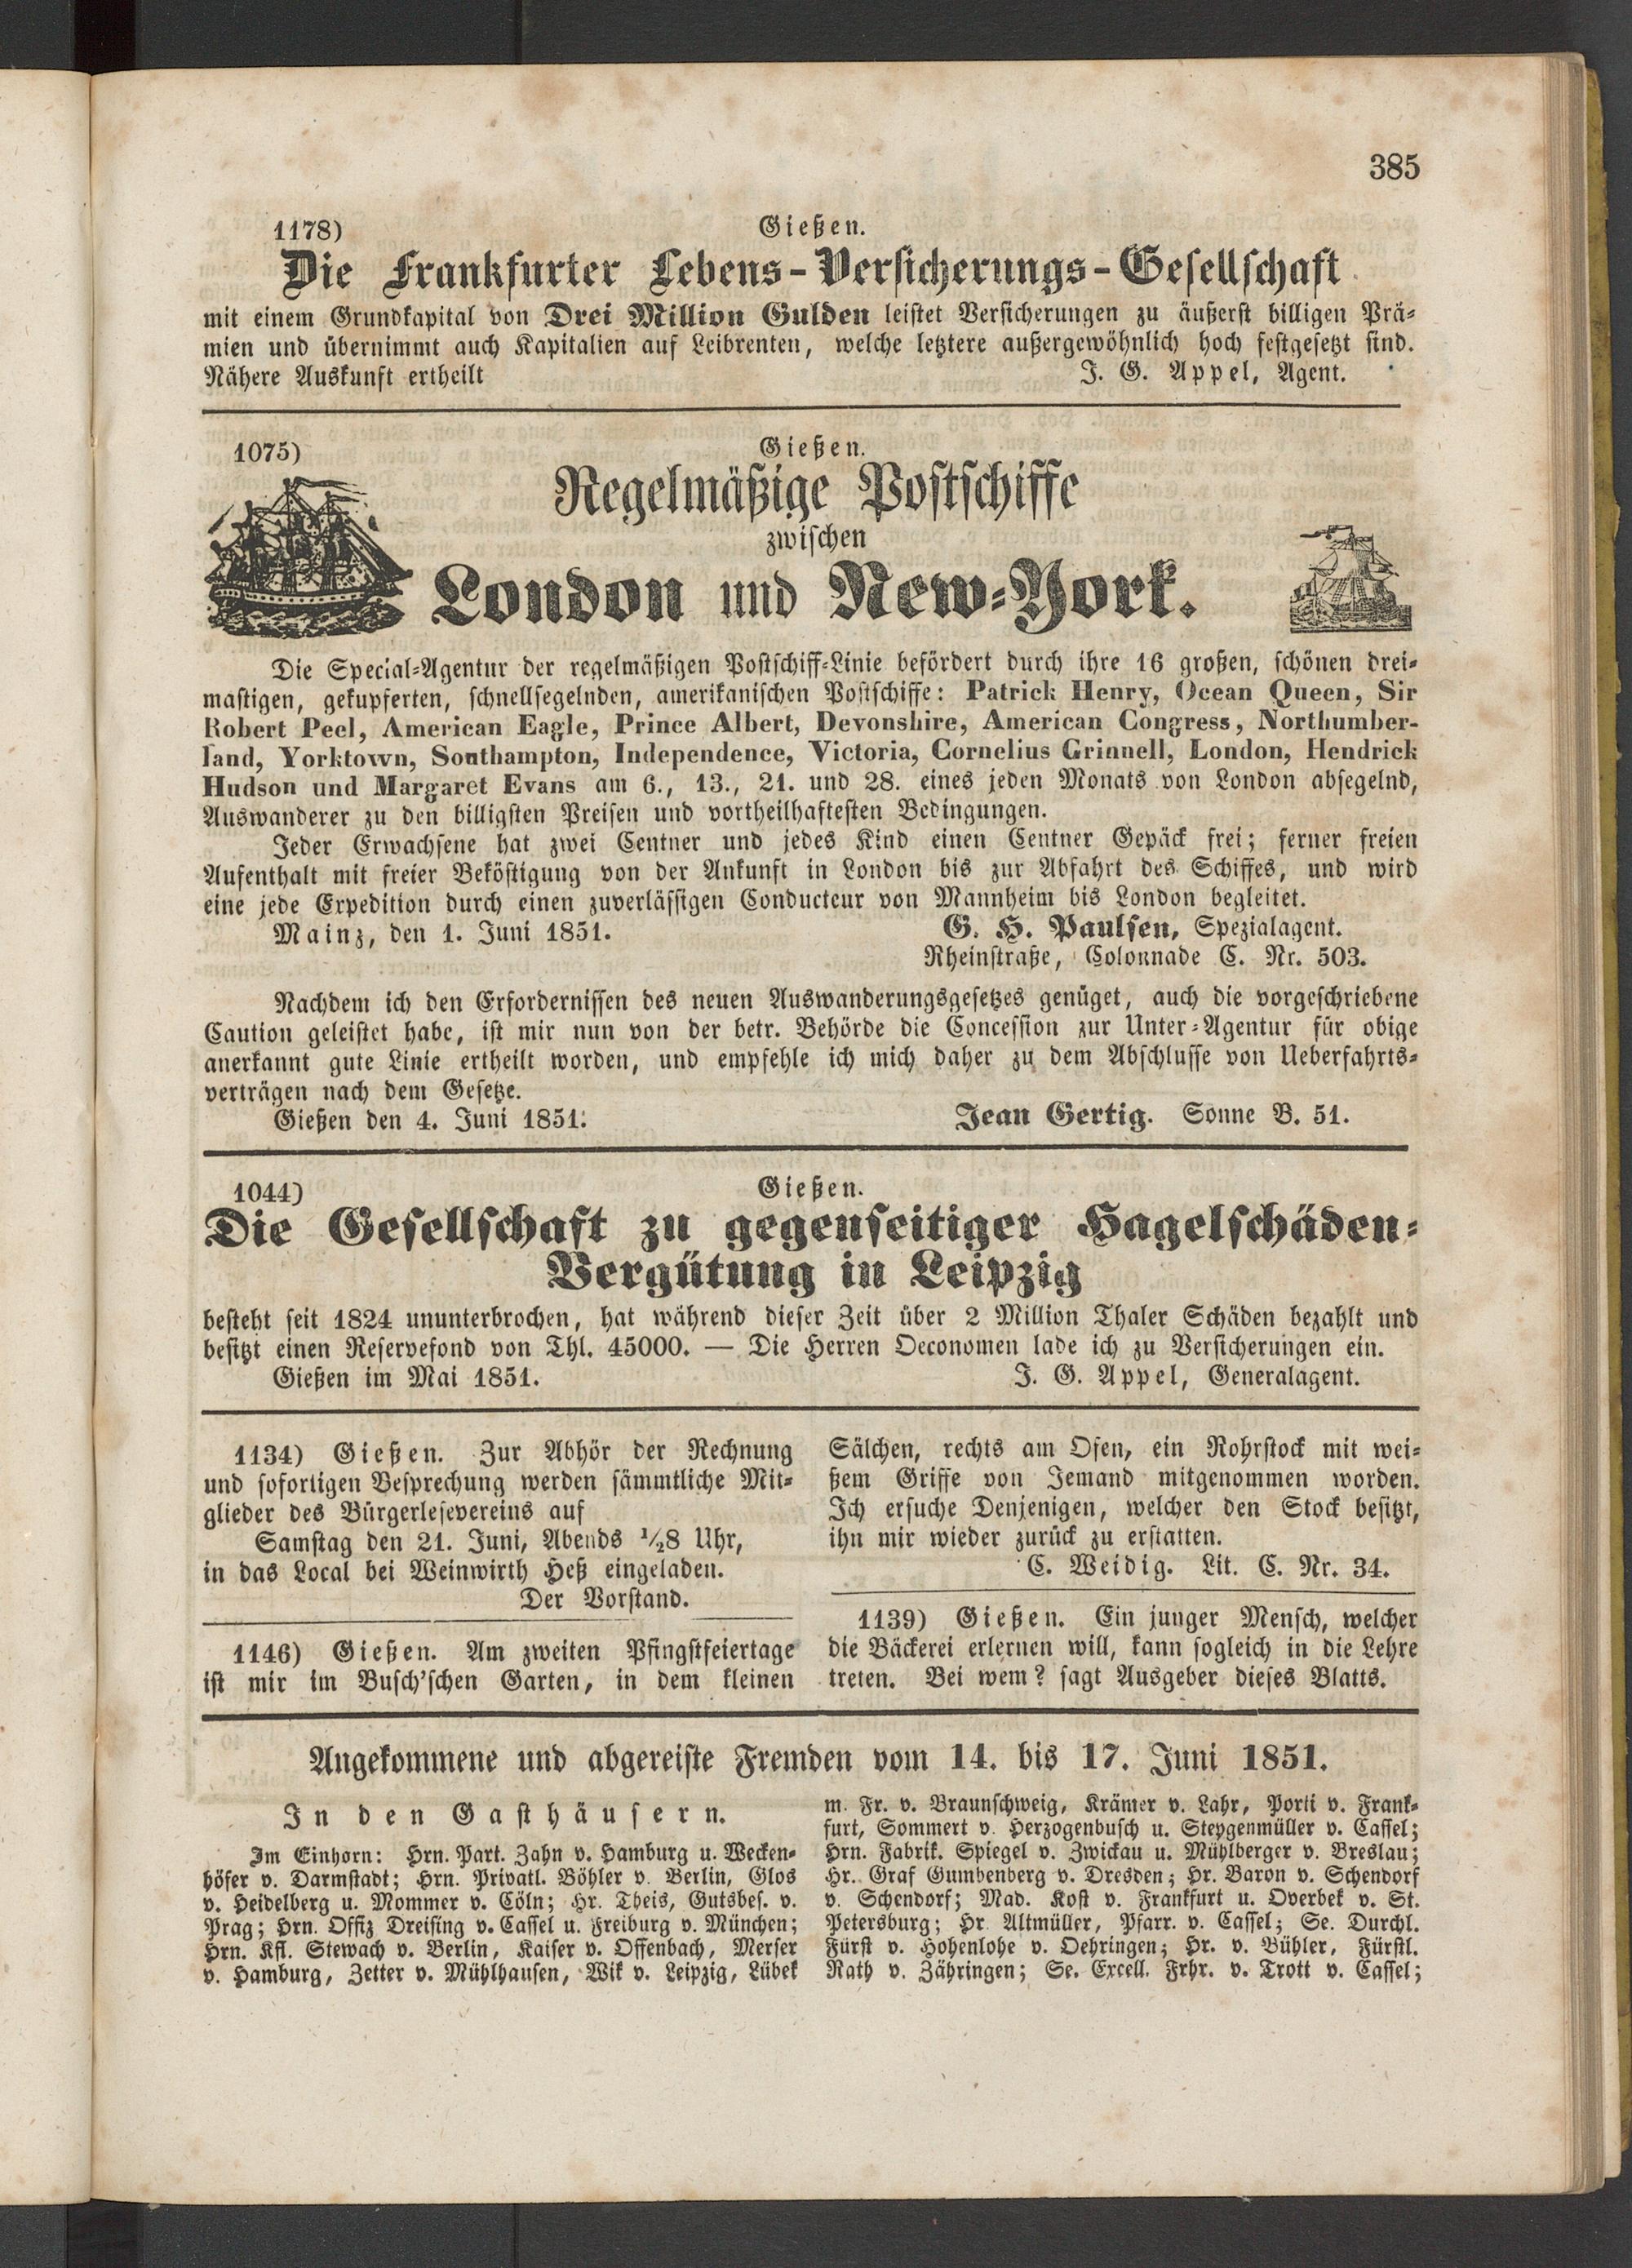 385
1178) Gießen.
Die Frankfurter Lebens-Versicherungs-Gesellschaft
mit einem Grundkapital von Drei Million Gulden leistet Versicherungen zu äußerst billigen Prä-
mien und übernimmt auch Kapitalien auf Leibrenten, welche letztere außergewöhnlich hoch festgesetzt sind.
Nähere Auskunft ertheilt J. G. Appel, Agent.
1075) Gießen.
Regelmäßige Postschiffe
zwischen
London und New-York.
Die Special-Agentur der regelmäßigen Postschiff-Linie befördert durch ihre 16 großen, schönen drei-
mastigen, gekupferten, schnellsegelnden, amerikanischen Postschiffe: Patrick Henry, Ocean Queen, Sir
Robert Peel, American Eagle, Prince Albert, Devonshire, American Congress, Northumber-
land, Yorktown, Southampton, Independence, Victoria, Cornelius Grinnell, London, Hendrick
Hudson und Margaret Evans am 6., 13., 21. und 28. eines jeden Monats von London absegelnd,
Auswanderer zu den billigsten Preisen und vortheilhaftesten Bedingungen.
Jeder Erwachsene hat zwei Centner und jedes Kind einen Centner Gepäck frei; ferner freien
Aufenthalt mit freier Beköstigung von der Ankunft in London bis zur Abfahrt des Schiffes, und wird
eine jede Expedition durch einen zuverlässigen Conducteur von Mannheim bis London begleitet.
Mainz, den 1. Juni 1851. G. H. Paulsen, Spezialagent.
Rheinstraße, Colonnade C. Nr. 503.
Nachdem ich den Erfordernissen des neuen Auswanderungsgesetzes genüget, auch die vorgeschriebene
Caution geleistet habe, ist mir nun von der betr. Behörde die Concession zur Unter-Agentur für obige
anerkannt gute Linie ertheilt worden, und empfehle ich mich daher zu dem Abschlusse von Ueberfahrts-
verträgen nach dem Gesetze.
Gießen den 4. Juni 1851. Jean Gertig. Sonne B. 51.
1044) Gießen.
Die Gesellschaft zu gegenseitiger Hagelschäden-
Vergütung in Leipzig
besteht seit 1824 ununterbrochen, hat während dieser Zeit über 2 Million Thaler Schäden bezahlt und
besitzt einen Reservefond von Thl. 45000. — Die Herren Oeconomen lade ich zu Versicherungen ein.
Gießen im Mai 1851. J. G. Appel, Generalagent.
1134) Gießen. Zur Abhör der Rechnung
und sofortigen Besprechung werden sämmtliche Mit-
glieder des Bürgerlesevereins auf
Samstag den 21. Juni, Abends ½8 Uhr,
in das Local bei Weinwirth Heß eingeladen.
Der Vorstand.
1146) Gießen. Am zweiten Pfingstfeiertage
ist mir im Busch'schen Garten, in dem kleinen
Sälchen, rechts am Ofen, ein Rohrstock mit wei-
ßem Griffe von Jemand mitgenommen worden.
Ich ersuche Denjenigen, welcher den Stock besitzt,
ihn mir wieder zurück zu erstatten.
C. Weidig. Lit. C. Nr. 34.
1139) Gießen. Ein junger Mensch, welcher
die Bäckerei erlernen will, kann sogleich in die Lehre
treten. Bei wem? sagt Ausgeber dieses Blatts.
Angekommene und abgereiste Fremden vom 14. bis 17. Juni 1851.
In den Gasthäusern.
Im Einhorn: Hrn. Part. Zahn v. Hamburg u. Wecken-
höfer v. Darmstadt; Hrn. Privatl. Böhler v. Berlin, Glos
v. Heidelberg u. Mommer v. Cöln; Hr. Theis, Gutsbes. v.
Prag; Hrn. Offiz Dreising v. Cassel u. Freiburg v. München;
Hrn. Kfl. Stewach v. Berlin, Kaiser v. Offenbach, Merser
v. Hamburg, Zetter v. Mühlhausen, Wik v. Leipzig, Lübek
m. Fr. v. Braunschweig, Krämer v. Lahr, Porti v. Frank-
furt, Sommert v. Herzogenbusch u. Steygenmüller v. Cassel;
Hrn. Fabrik. Spiegel v. Zwickau u. Mühlberger v. Breslau;
Hr. Graf Gumbenberg v. Dresden; Hr. Baron v. Schendorf
v. Schendorf; Mad. Kost v. Frankfurt u. Overbek v. St.
Petersburg; Hr. Altmüller, Pfarr. v. Cassel; Se. Durchl.
Fürst v. Hohenlohe v. Oehringen; Hr. v. Bühler, Fürstl.
Rath v. Zähringen; Se. Excell. Frhr. v. Trott v. Cassel;